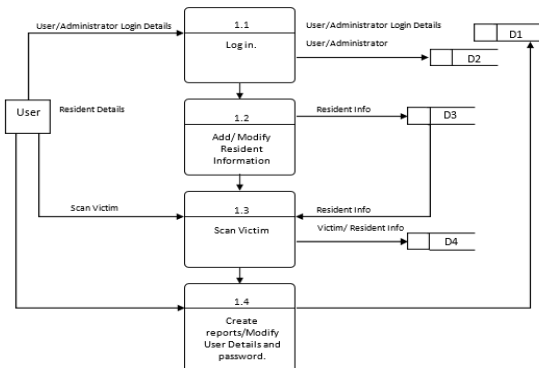 1.1
User/Administrator Login Details
User/Administrator Login Details
D1
Log in.
User/Administrator
D2
User
Resident Details
1.2
Resident Info
D3
Add/ Modify
Resident
Information
Scan Victim
1.3
Resident Info
Scan Victim
Victim/ Resident Info
D4
1.4
Create
reports/Modify
User Details and
password.